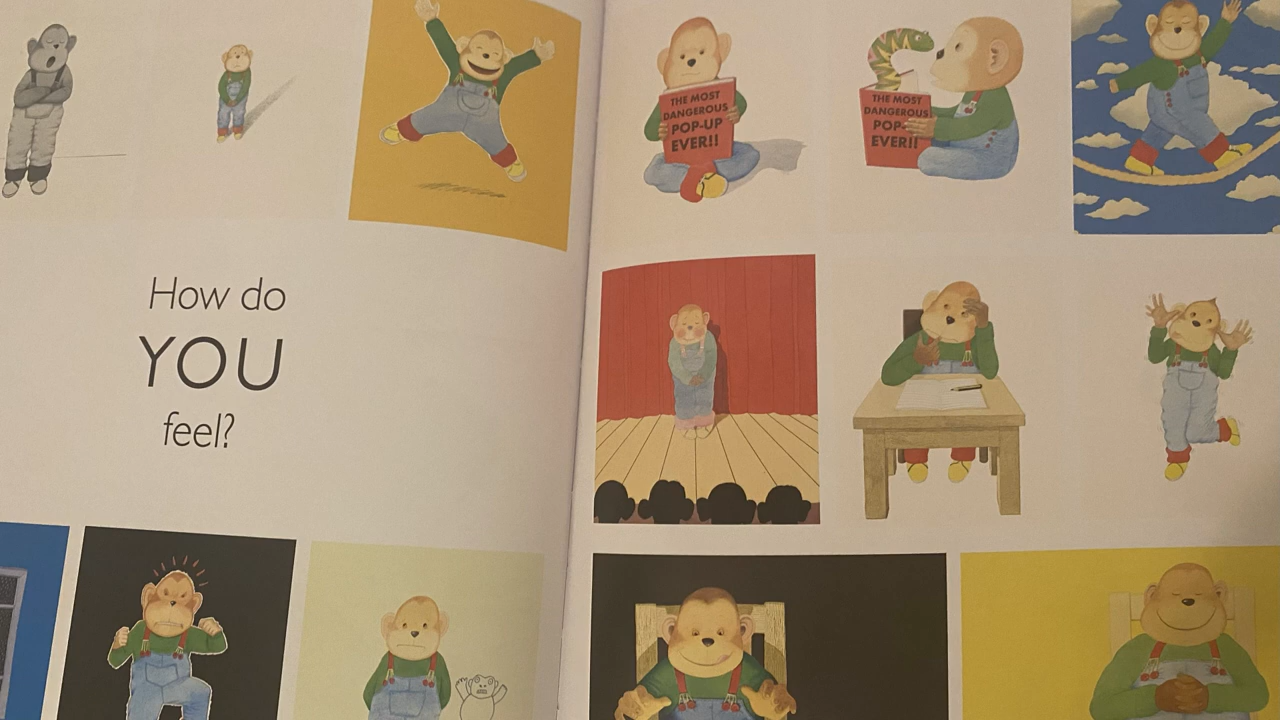 How do
YOU
feel?
THE MOST
DANGEROUS
POP-UP
EVER!!
THE MOST
DANGEROUS
POP-
EVER!!